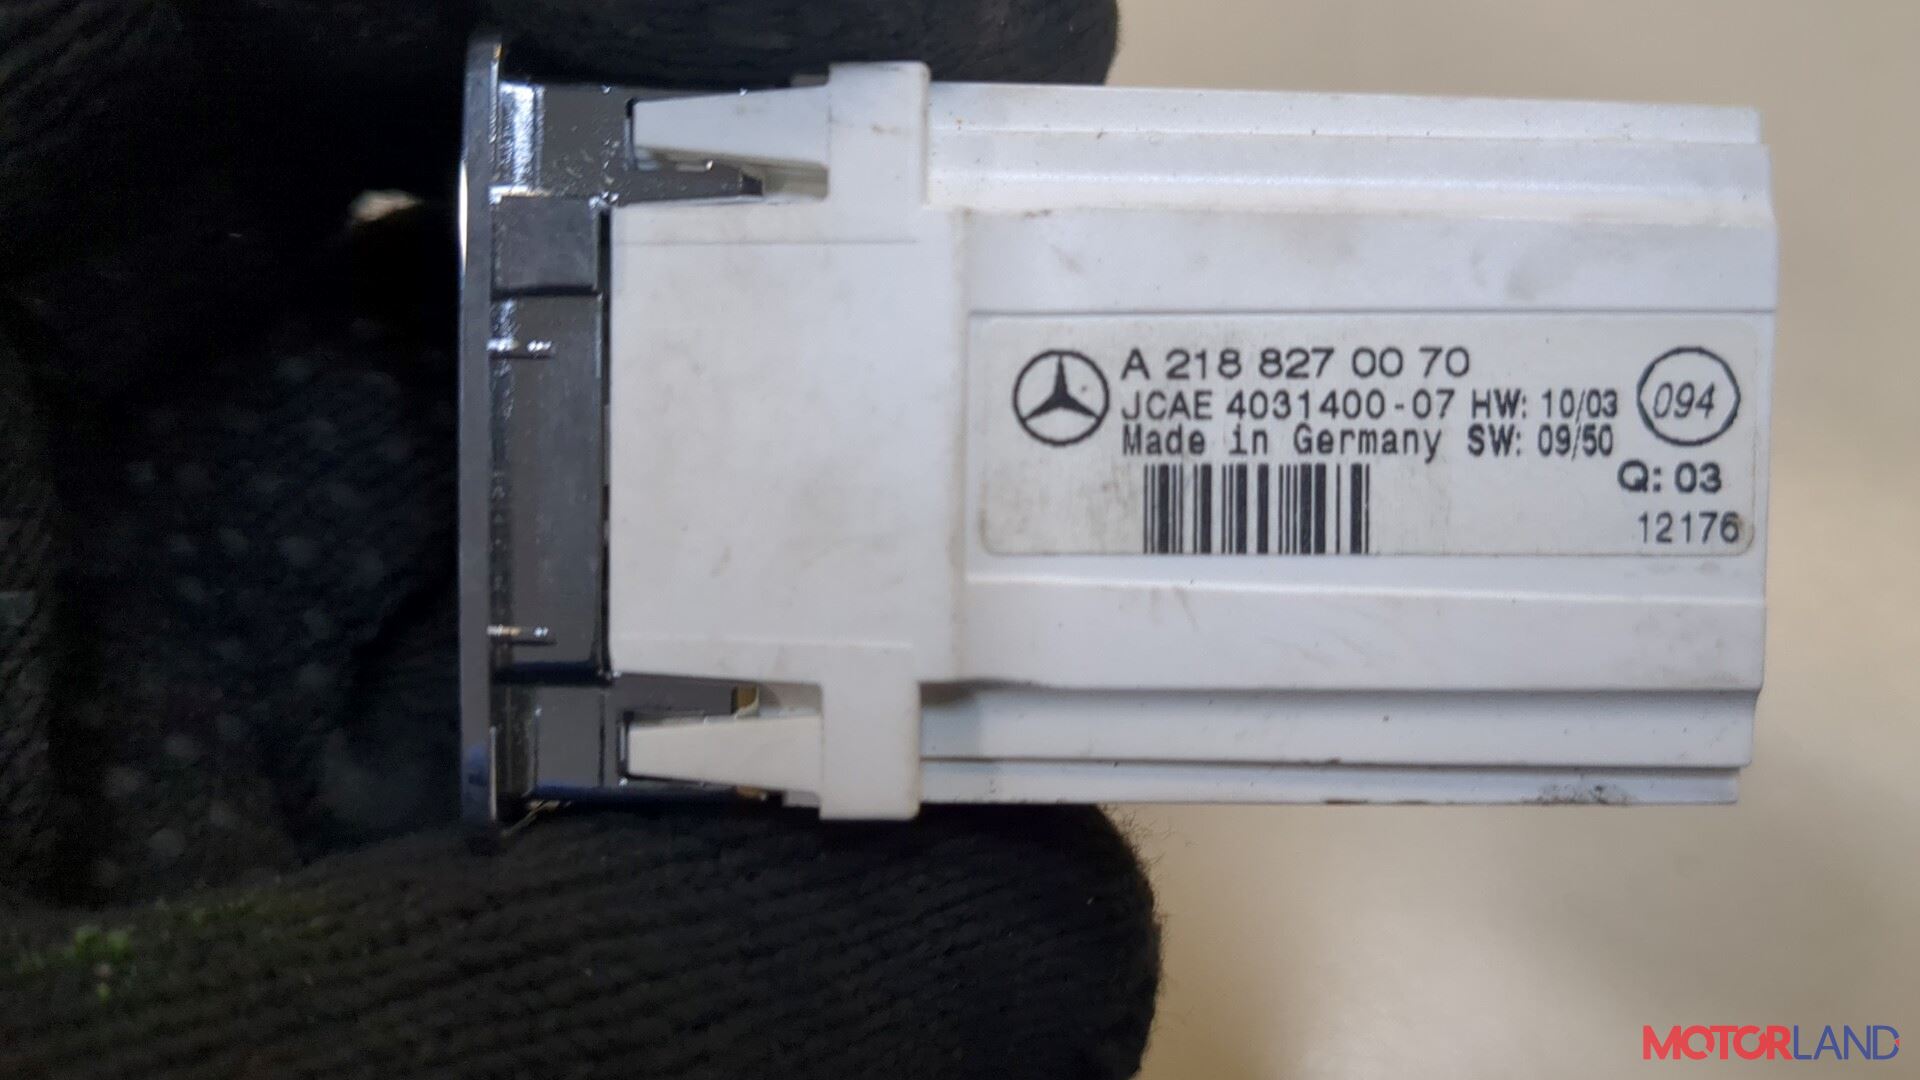 A 218 827 00 70
JCAE 4031400-07 HW: 10/03
Made in Germany SW: 09/50
094
Q: 03
12176
MOTORLAND